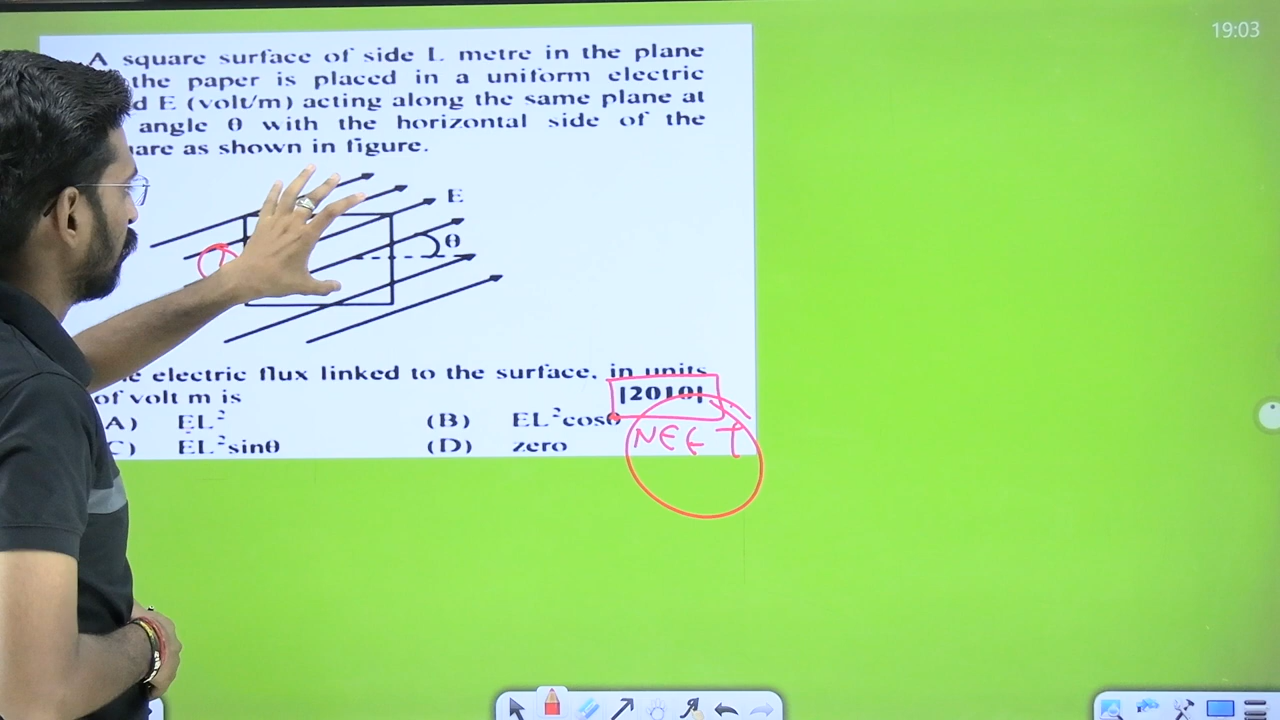 19:03
A square surface of side L metre in the plane
the paper is placed in a uniform electric
d E (volt/m) acting along the same plane at
angle θ with the horizontal side of the
are as shown in figure.
E
θ
e electric flux linked to the surface, in units
of volt m is
[2010]
A) EL²
(B) EL²cosθ
C) EL²sinθ
(D) zero
NEET